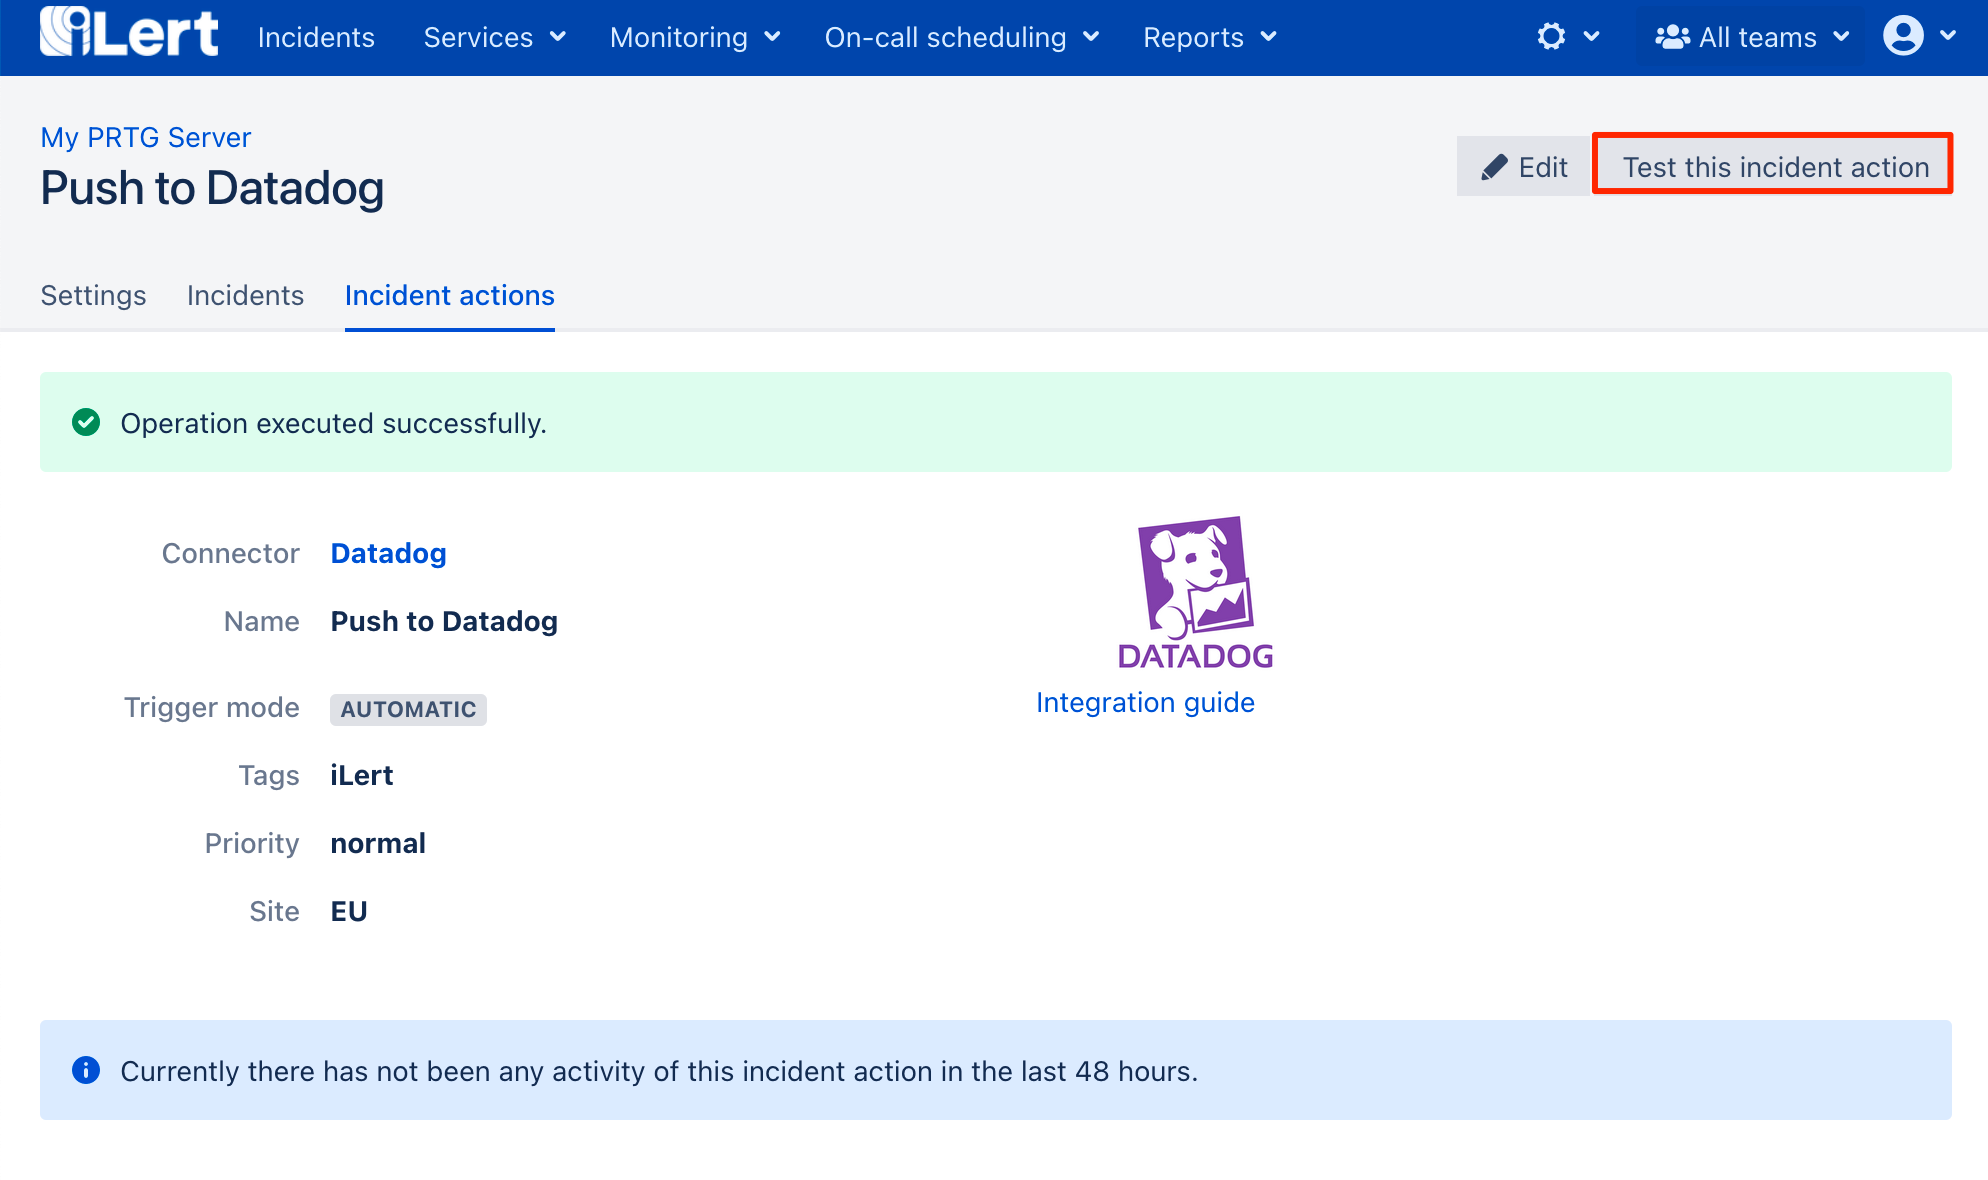 iLert Incidents Services Monitoring On-call scheduling Reports All teams
My PRTG Server
Push to Datadog
Edit Test this incident action
Settings Incidents Incident actions
Operation executed successfully.
Connector Datadog
Name Push to Datadog
Trigger mode AUTOMATIC
Tags iLert
Priority normal
Site EU
DATADOG
Integration guide
Currently there has not been any activity of this incident action in the last 48 hours.